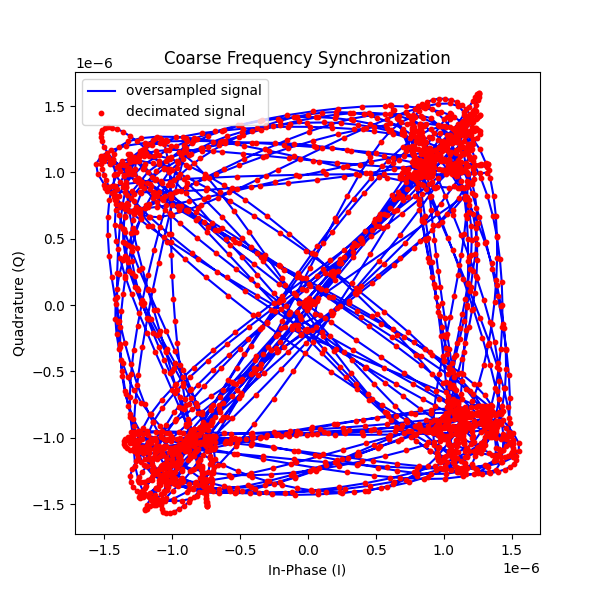 Coarse Frequency Synchronization
1e−6
oversampled signal
decimated signal
1.5
1.0
0.5
0.0
−0.5
−1.0
−1.5
Quadrature (Q)
−1.5 −1.0 −0.5 0.0 0.5 1.0 1.5
In-Phase (I)
1e−6